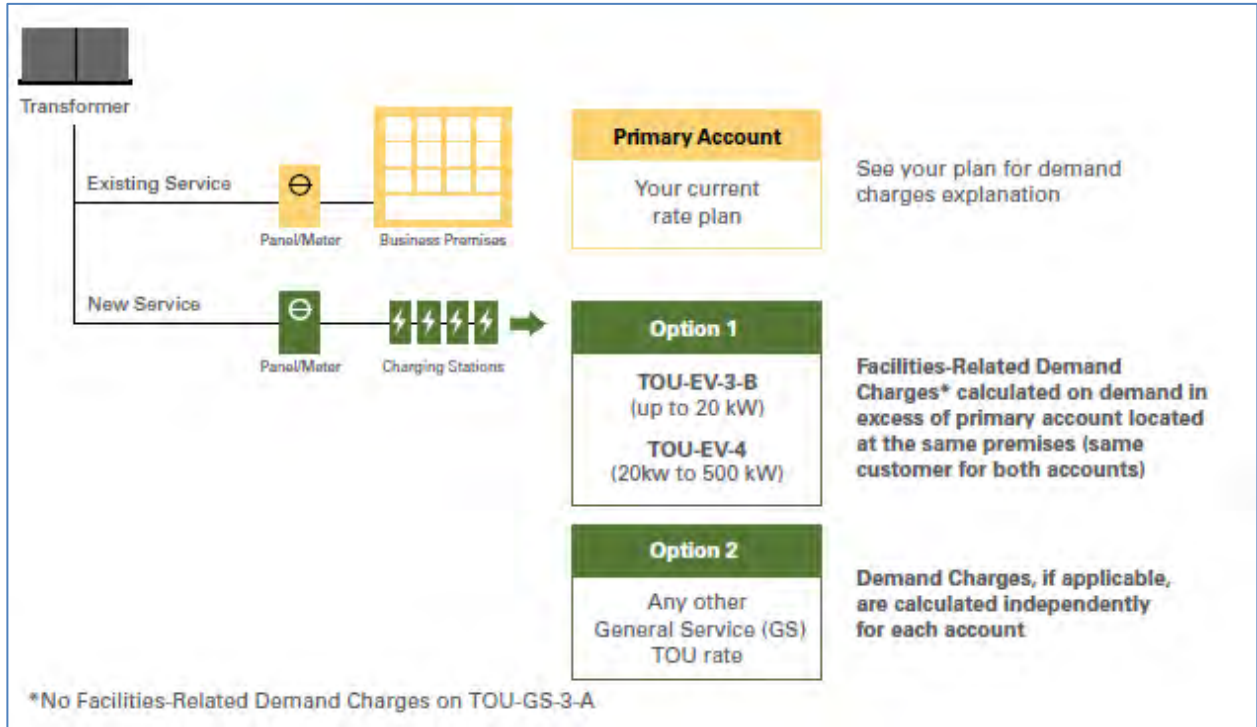 Transformer
Existing Service
Panel/Meter
Business Premises
Primary Account
Your current
rate plan
See your plan for demand
charges explanation
New Service
Panel/Meter
Charging Stations
Option 1
TOU-EV-3-B
(up to 20 kW)
TOU-EV-4
(20kw to 500 kW)
Facilities-Related Demand
Charges* calculated on demand in
excess of primary account located
at the same premises (same
customer for both accounts)
Option 2
Any other
General Service (GS)
TOU rate
Demand Charges, if applicable,
are calculated independently
for each account
*No Facilities-Related Demand Charges on TOU-GS-3-A